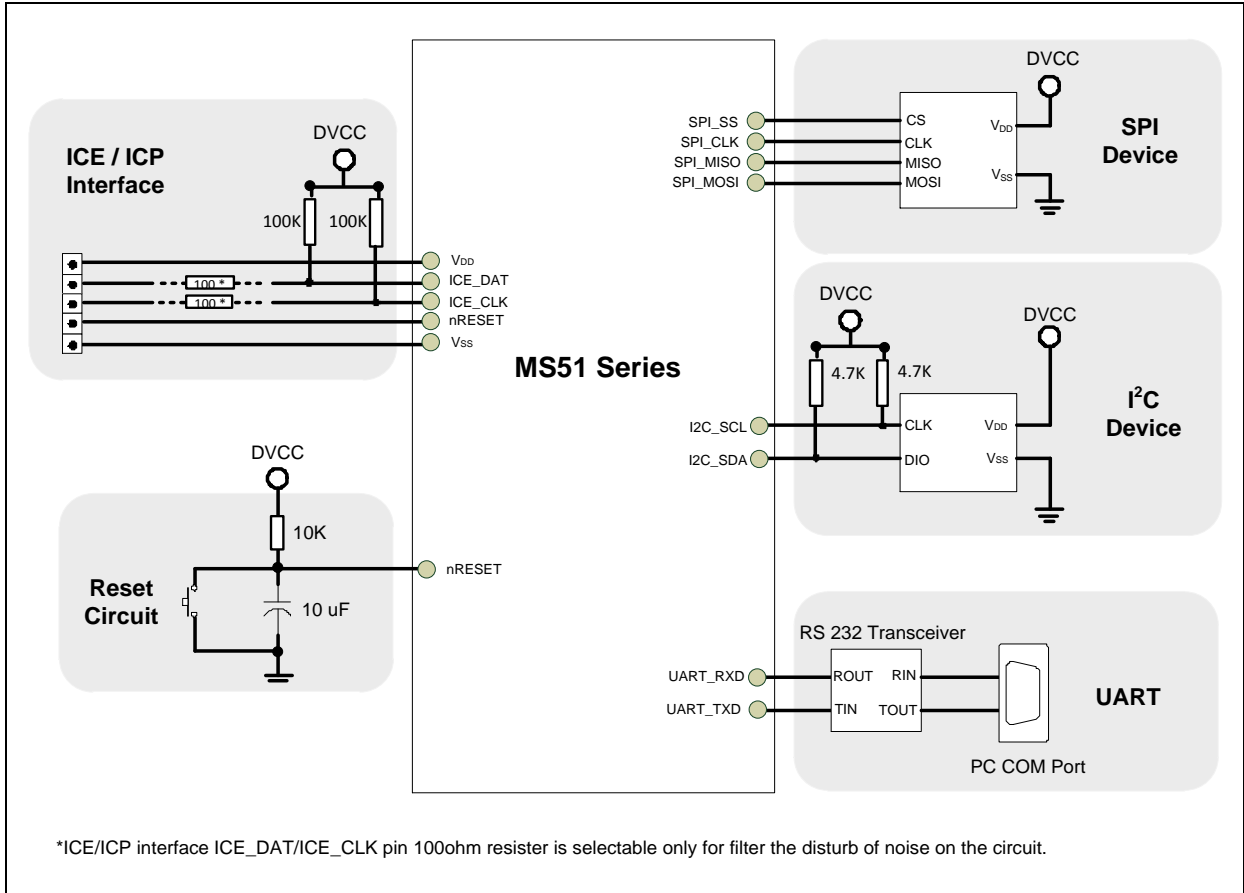 ICE / ICP
Interface
DVCC
100K
100K
100 *
100 *
VDD
ICE_DAT
ICE_CLK
nRESET
VSS
DVCC
10K
Reset
Circuit
10 uF
nRESET
MS51 Series
SPI_SS
SPI_CLK
SPI_MISO
SPI_MOSI
CS
CLK
MISO
MOSI
VDD
VSS
DVCC
SPI
Device
I2C_SCL
I2C_SDA
DVCC
4.7K
4.7K
CLK
DIO
VDD
VSS
DVCC
I²C
Device
UART_RXD
UART_TXD
RS 232 Transceiver
ROUT
RIN
TIN
TOUT
PC COM Port
UART
*ICE/ICP interface ICE_DAT/ICE_CLK pin 100ohm resister is selectable only for filter the disturb of noise on the circuit.